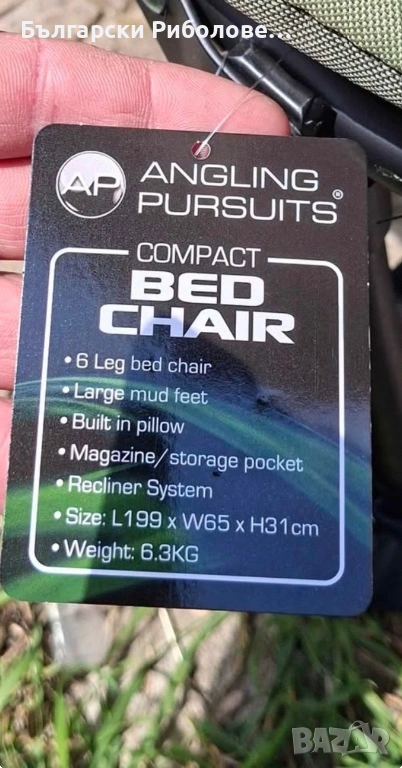 Български Риболове..
AP
ANGLING
PURSUITS®
COMPACT
BED
CHAIR
• 6 Leg bed chair
• Large mud feet
• Built in pillow
• Magazine/storage pocket
• Recliner System
• Size: L199 x W65 x H31cm
• Weight: 6.3KG
BAZAR